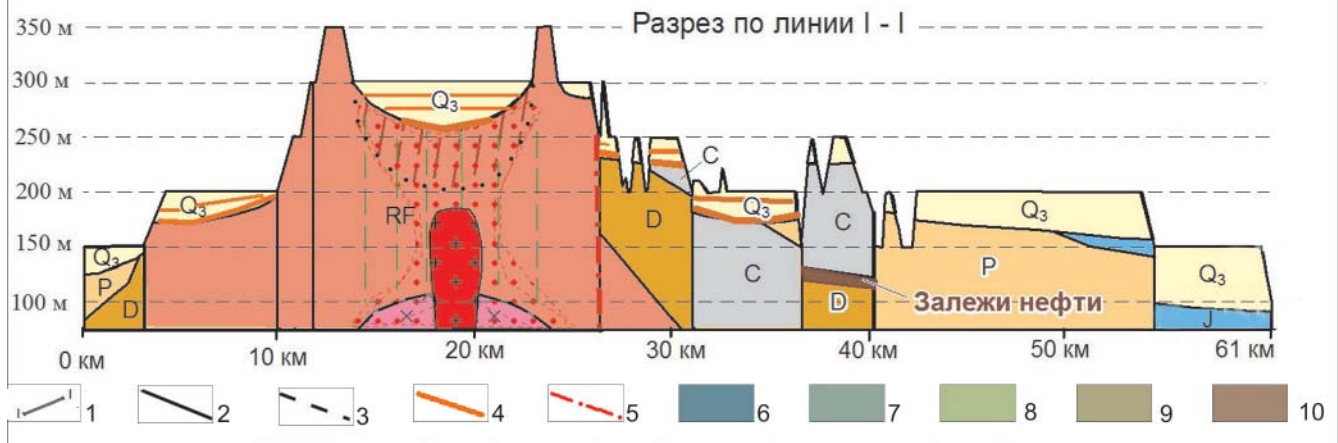 Разрез по линии I - I
350 м
300 м
250 м
200 м
150 м
100 м
Q₃
Q₃
Q₃
P
D
RF
D
C
Q₃
C
C
D
Залежи нефти
Q₃
P
Q₃
J
0 км
10 км
20 км
30 км
40 км
50 км
61 км
I I 1
2
3
4
5
6
7
8
9
10